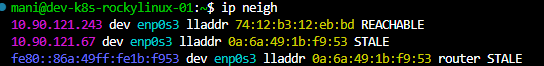 mani@dev-k8s-rockylinux-01:~$ ip neigh
10.90.121.243 dev enp0s3 lladdr 74:12:b3:12:eb:bd REACHABLE
10.90.121.67 dev enp0s3 lladdr 0a:6a:49:1b:f9:53 STALE
fe80::86a:49ff:fe1b:f953 dev enp0s3 lladdr 0a:6a:49:1b:f9:53 router STALE